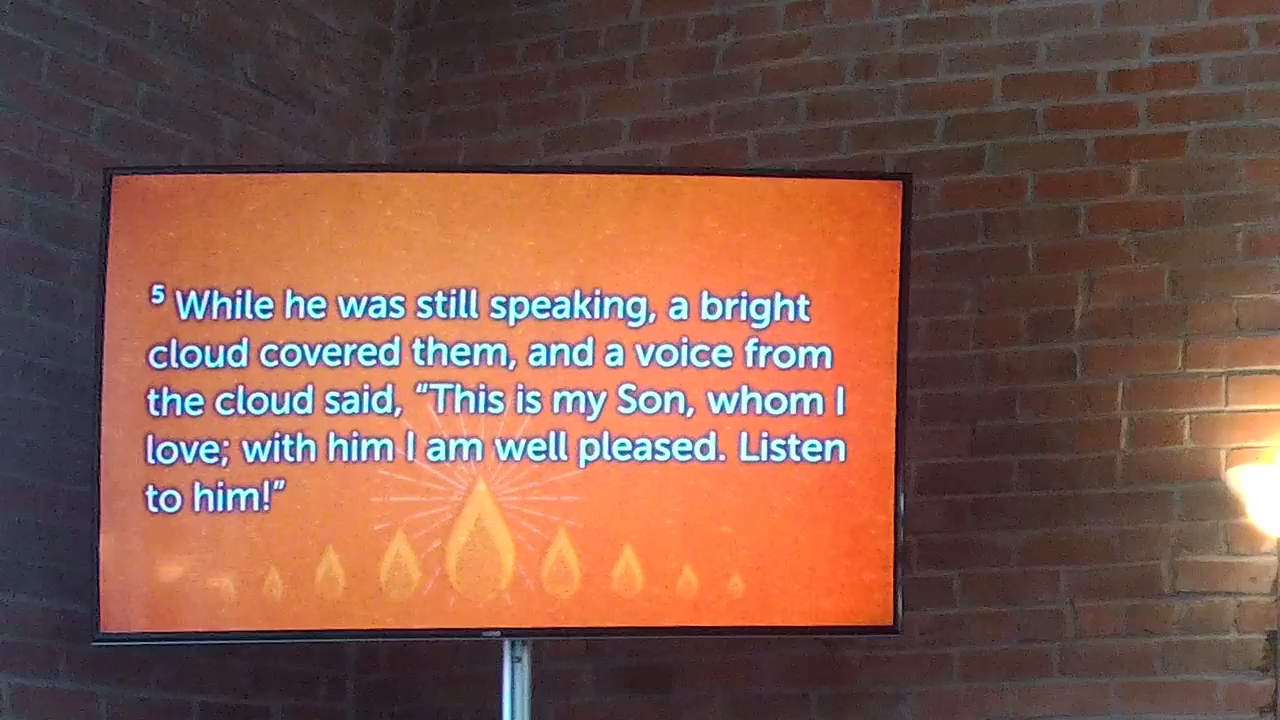 5 While he was still speaking, a bright
cloud covered them, and a voice from
the cloud said, “This is my Son, whom I
love; with him I am well pleased. Listen
to him!”